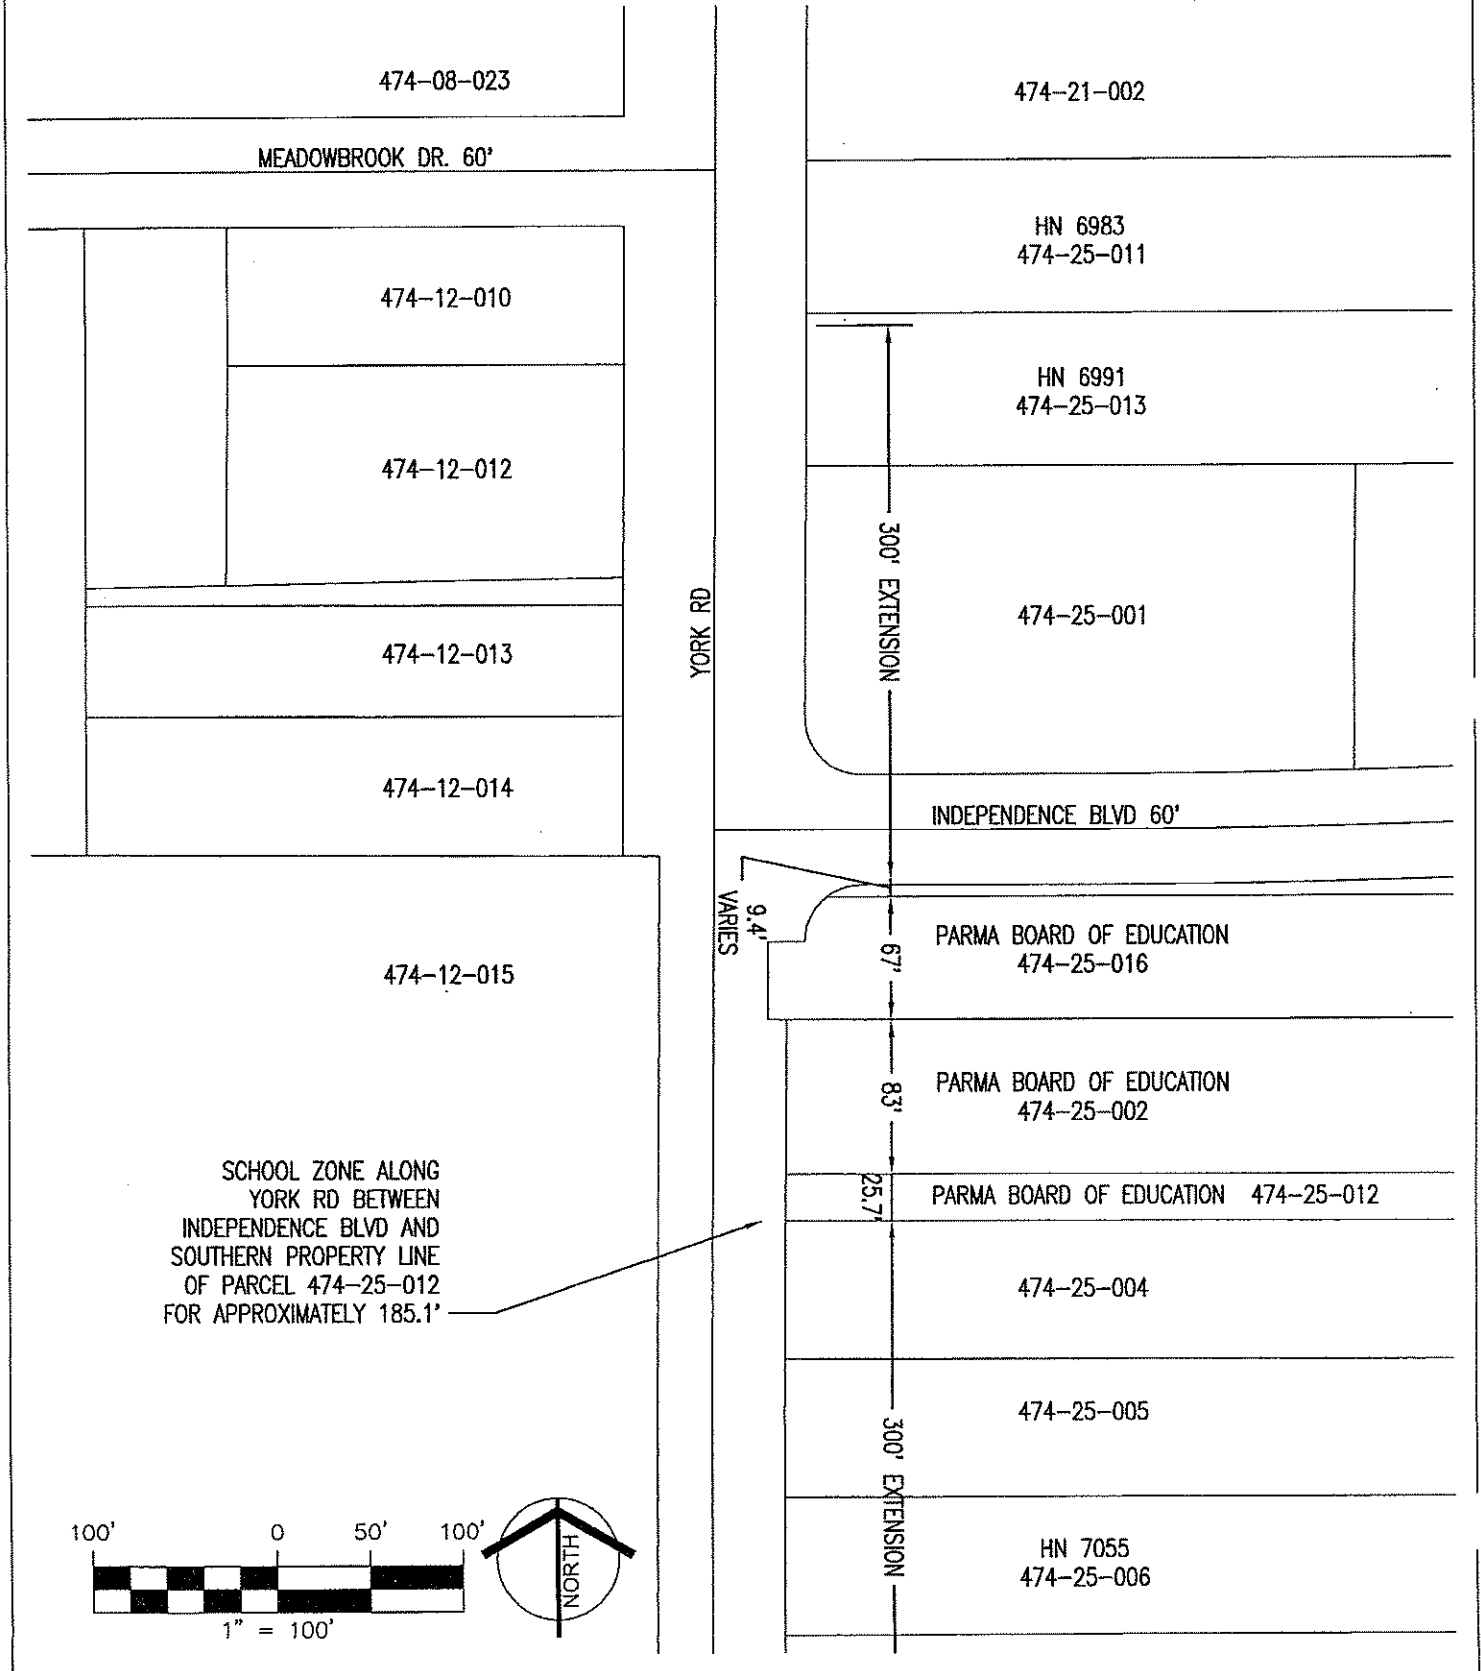 474-08-023
474-21-002
MEADOWBROOK DR. 60'
HN 6983
474-25-011
474-12-010
HN 6991
474-25-013
474-12-012
300' EXTENSION
YORK RD
474-25-001
474-12-013
474-12-014
INDEPENDENCE BLVD 60'
9.4'
VARIES
67'
PARMA BOARD OF EDUCATION
474-25-016
474-12-015
83'
PARMA BOARD OF EDUCATION
474-25-002
25.7'
PARMA BOARD OF EDUCATION 474-25-012
SCHOOL ZONE ALONG
YORK RD BETWEEN
INDEPENDENCE BLVD AND
SOUTHERN PROPERTY LINE
OF PARCEL 474-25-012
FOR APPROXIMATELY 185.1'
474-25-004
474-25-005
300' EXTENSION
HN 7055
474-25-006
100' 0 50' 100'
1" = 100'
NORTH